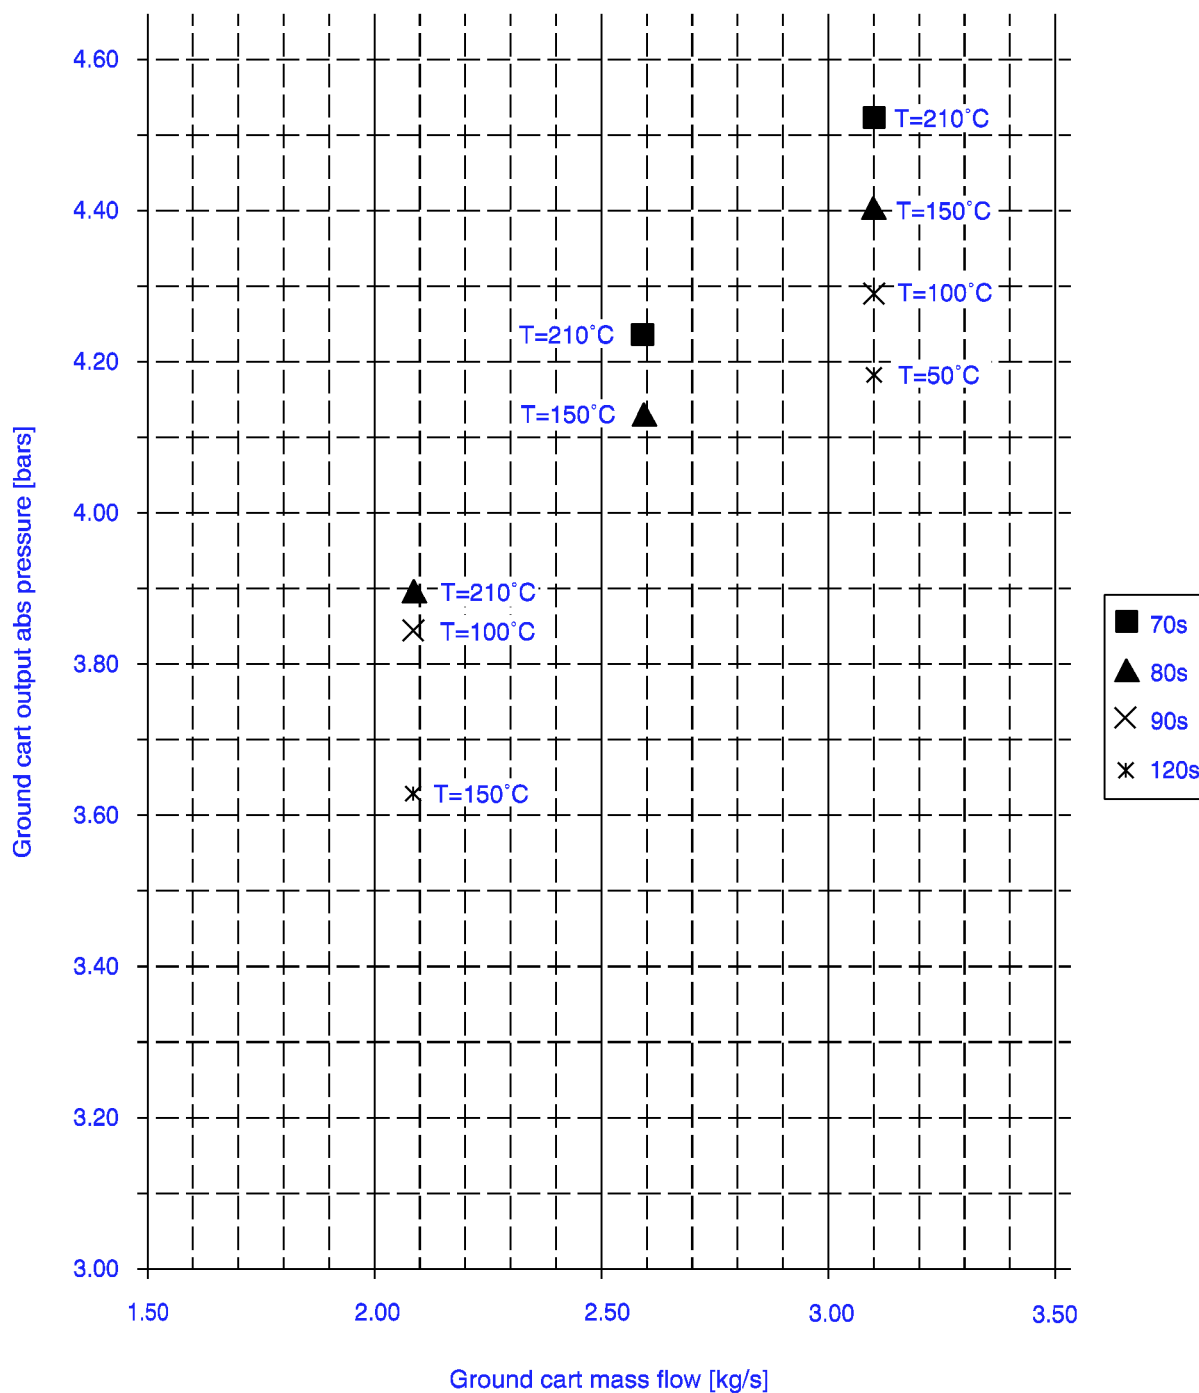 4.60
T=210°C
4.40
T=150°C
T=100°C
T=210°C
4.20
T=50°C
T=150°C
4.00
T=210°C
T=100°C
3.80
T=150°C
3.60
3.40
3.20
3.00
1.50
2.00
2.50
3.00
3.50
Ground cart output abs pressure [bars]
Ground cart mass flow [kg/s]
70s
80s
90s
120s